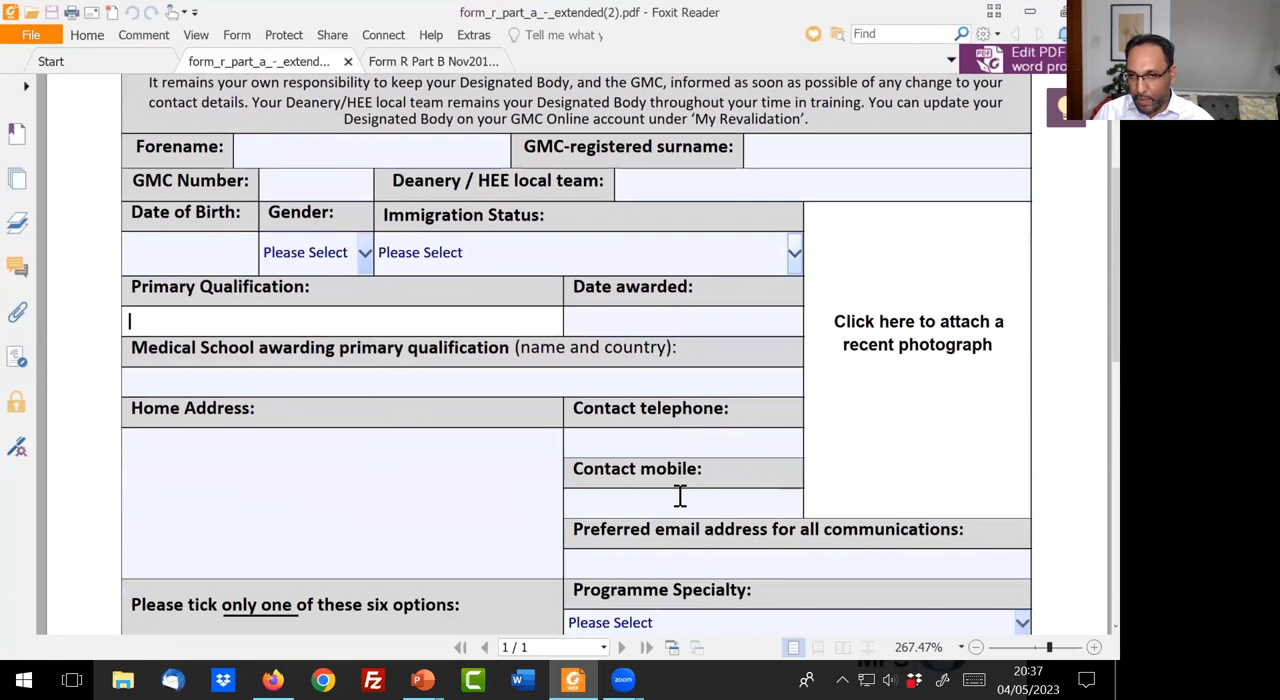 form_r_part_a_-_extended(2).pdf - Foxit Reader
File Home Comment View Form Protect Share Connect Help Extras Tell me what y Find
Start form_r_part_a_-_extend... Form R Part B Nov201... Edit PDF
word pro
It remains your own responsibility to keep your Designated Body, and the GMC, informed as soon as possible of any change to your
contact details. Your Deanery/HEE local team remains your Designated Body throughout your time in training. You can update your
Designated Body on your GMC Online account under ‘My Revalidation’.
Forename: GMC-registered surname:
GMC Number: Deanery / HEE local team:
Date of Birth: Gender: Immigration Status:
Please Select Please Select
Primary Qualification: Date awarded:
Click here to attach a
recent photograph
Medical School awarding primary qualification (name and country):
Home Address: Contact telephone:
Contact mobile:
Preferred email address for all communications:
Programme Specialty:
Please tick only one of these six options:
Please Select
1 / 1 267.47%
20:37
04/05/2023
zoom